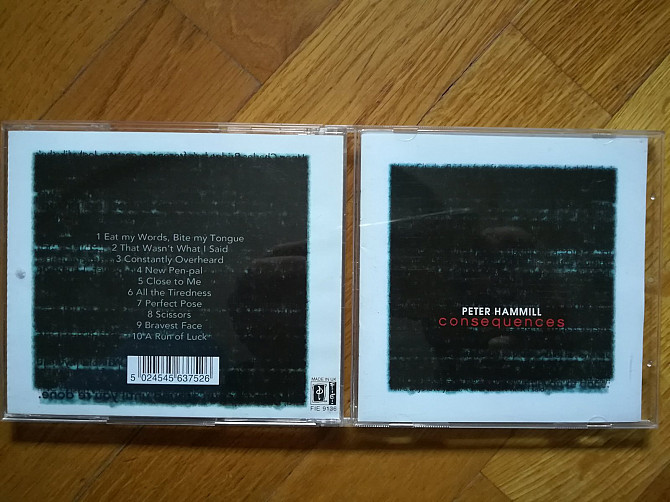 1 Eat my Words, Bite my Tongue
2 That Wasn't What I Said
3 Constantly Overheard
4 New Pen-pal
5 Close to Me
6 All the Tiredness
7 Perfect Pose
8 Scissors
9 Bravest Face
10 A Run of Luck
5 024545 637526
MADE IN UK
FIE 9136
PETER HAMMILL
consequences